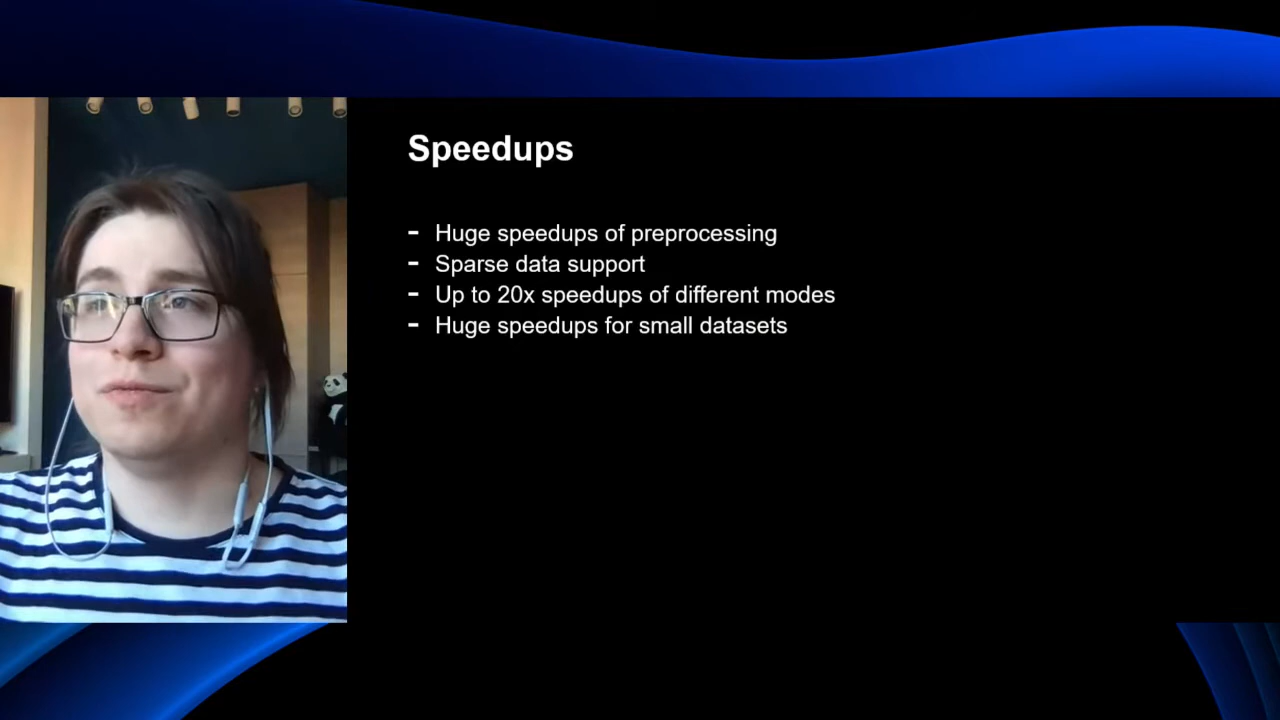 Speedups
- Huge speedups of preprocessing
- Sparse data support
- Up to 20x speedups of different modes
- Huge speedups for small datasets